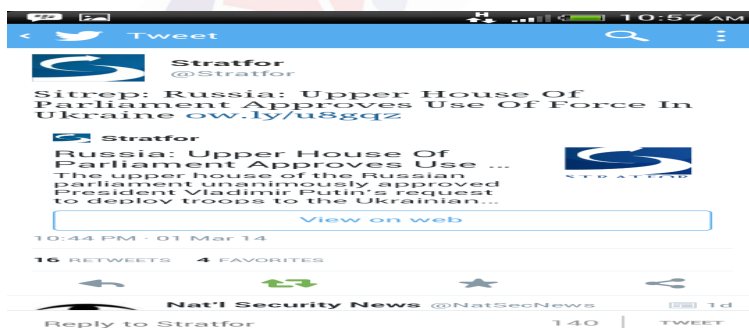 H 10:57 AM
Tweet
Stratfor
@Stratfor
Sitrep: Russia: Upper House Of
Parliament Approves Use Of Force In
Ukraine ow.ly/u8gqz
Stratfor
Russia: Upper House Of
Parliament Approves Use ...
The upper house of the Russian
parliament unanimously approved
President Vladimir Putin's request
to deploy troops to the Ukrainian...
STRATFOR
View on web
10:44 PM · 01 Mar 14
16 RETWEETS 4 FAVORITES
Nat'l Security News @NatSecNews 1d
Reply to Stratfor 140 TWEET